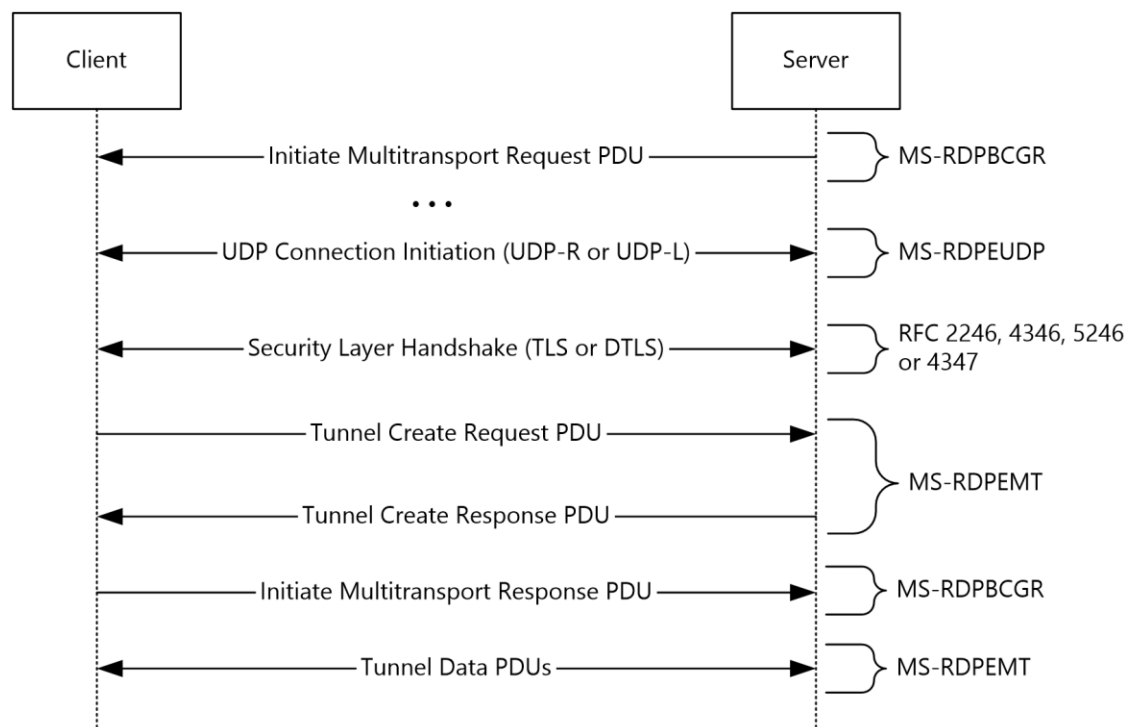 Client
Server
Initiate Multitransport Request PDU
MS-RDPBCGR
...
UDP Connection Initiation (UDP-R or UDP-L)
MS-RDPEUDP
Security Layer Handshake (TLS or DTLS)
RFC 2246, 4346, 5246
or 4347
Tunnel Create Request PDU
MS-RDPEMT
Tunnel Create Response PDU
Initiate Multitransport Response PDU
MS-RDPBCGR
Tunnel Data PDUs
MS-RDPEMT